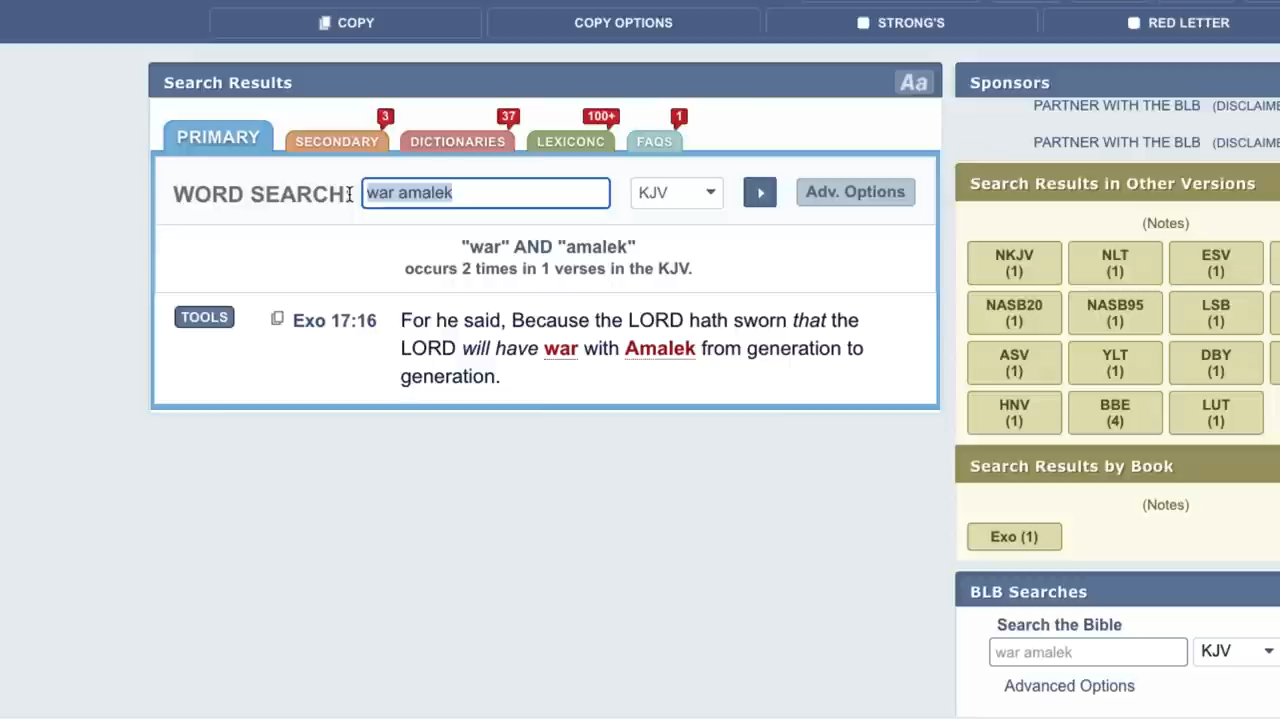 COPY
COPY OPTIONS
STRONG'S
RED LETTER
Search Results
Aa
PRIMARY
SECONDARY
3
DICTIONARIES
37
LEXICONC
100+
FAQS
1
WORD SEARCH:
war amalek
KJV
Adv. Options
"war" AND "amalek"
occurs 2 times in 1 verses in the KJV.
TOOLS
Exo 17:16
For he said, Because the LORD hath sworn that the
LORD will have war with Amalek from generation to
generation.
Sponsors
PARTNER WITH THE BLB (DISCLAIME
PARTNER WITH THE BLB (DISCLAIME
Search Results in Other Versions
(Notes)
NKJV
(1)
NLT
(1)
ESV
(1)
NASB20
(1)
NASB95
(1)
LSB
(1)
ASV
(1)
YLT
(1)
DBY
(1)
HNV
(1)
BBE
(4)
LUT
(1)
Search Results by Book
(Notes)
Exo (1)
BLB Searches
Search the Bible
war amalek
KJV
Advanced Options